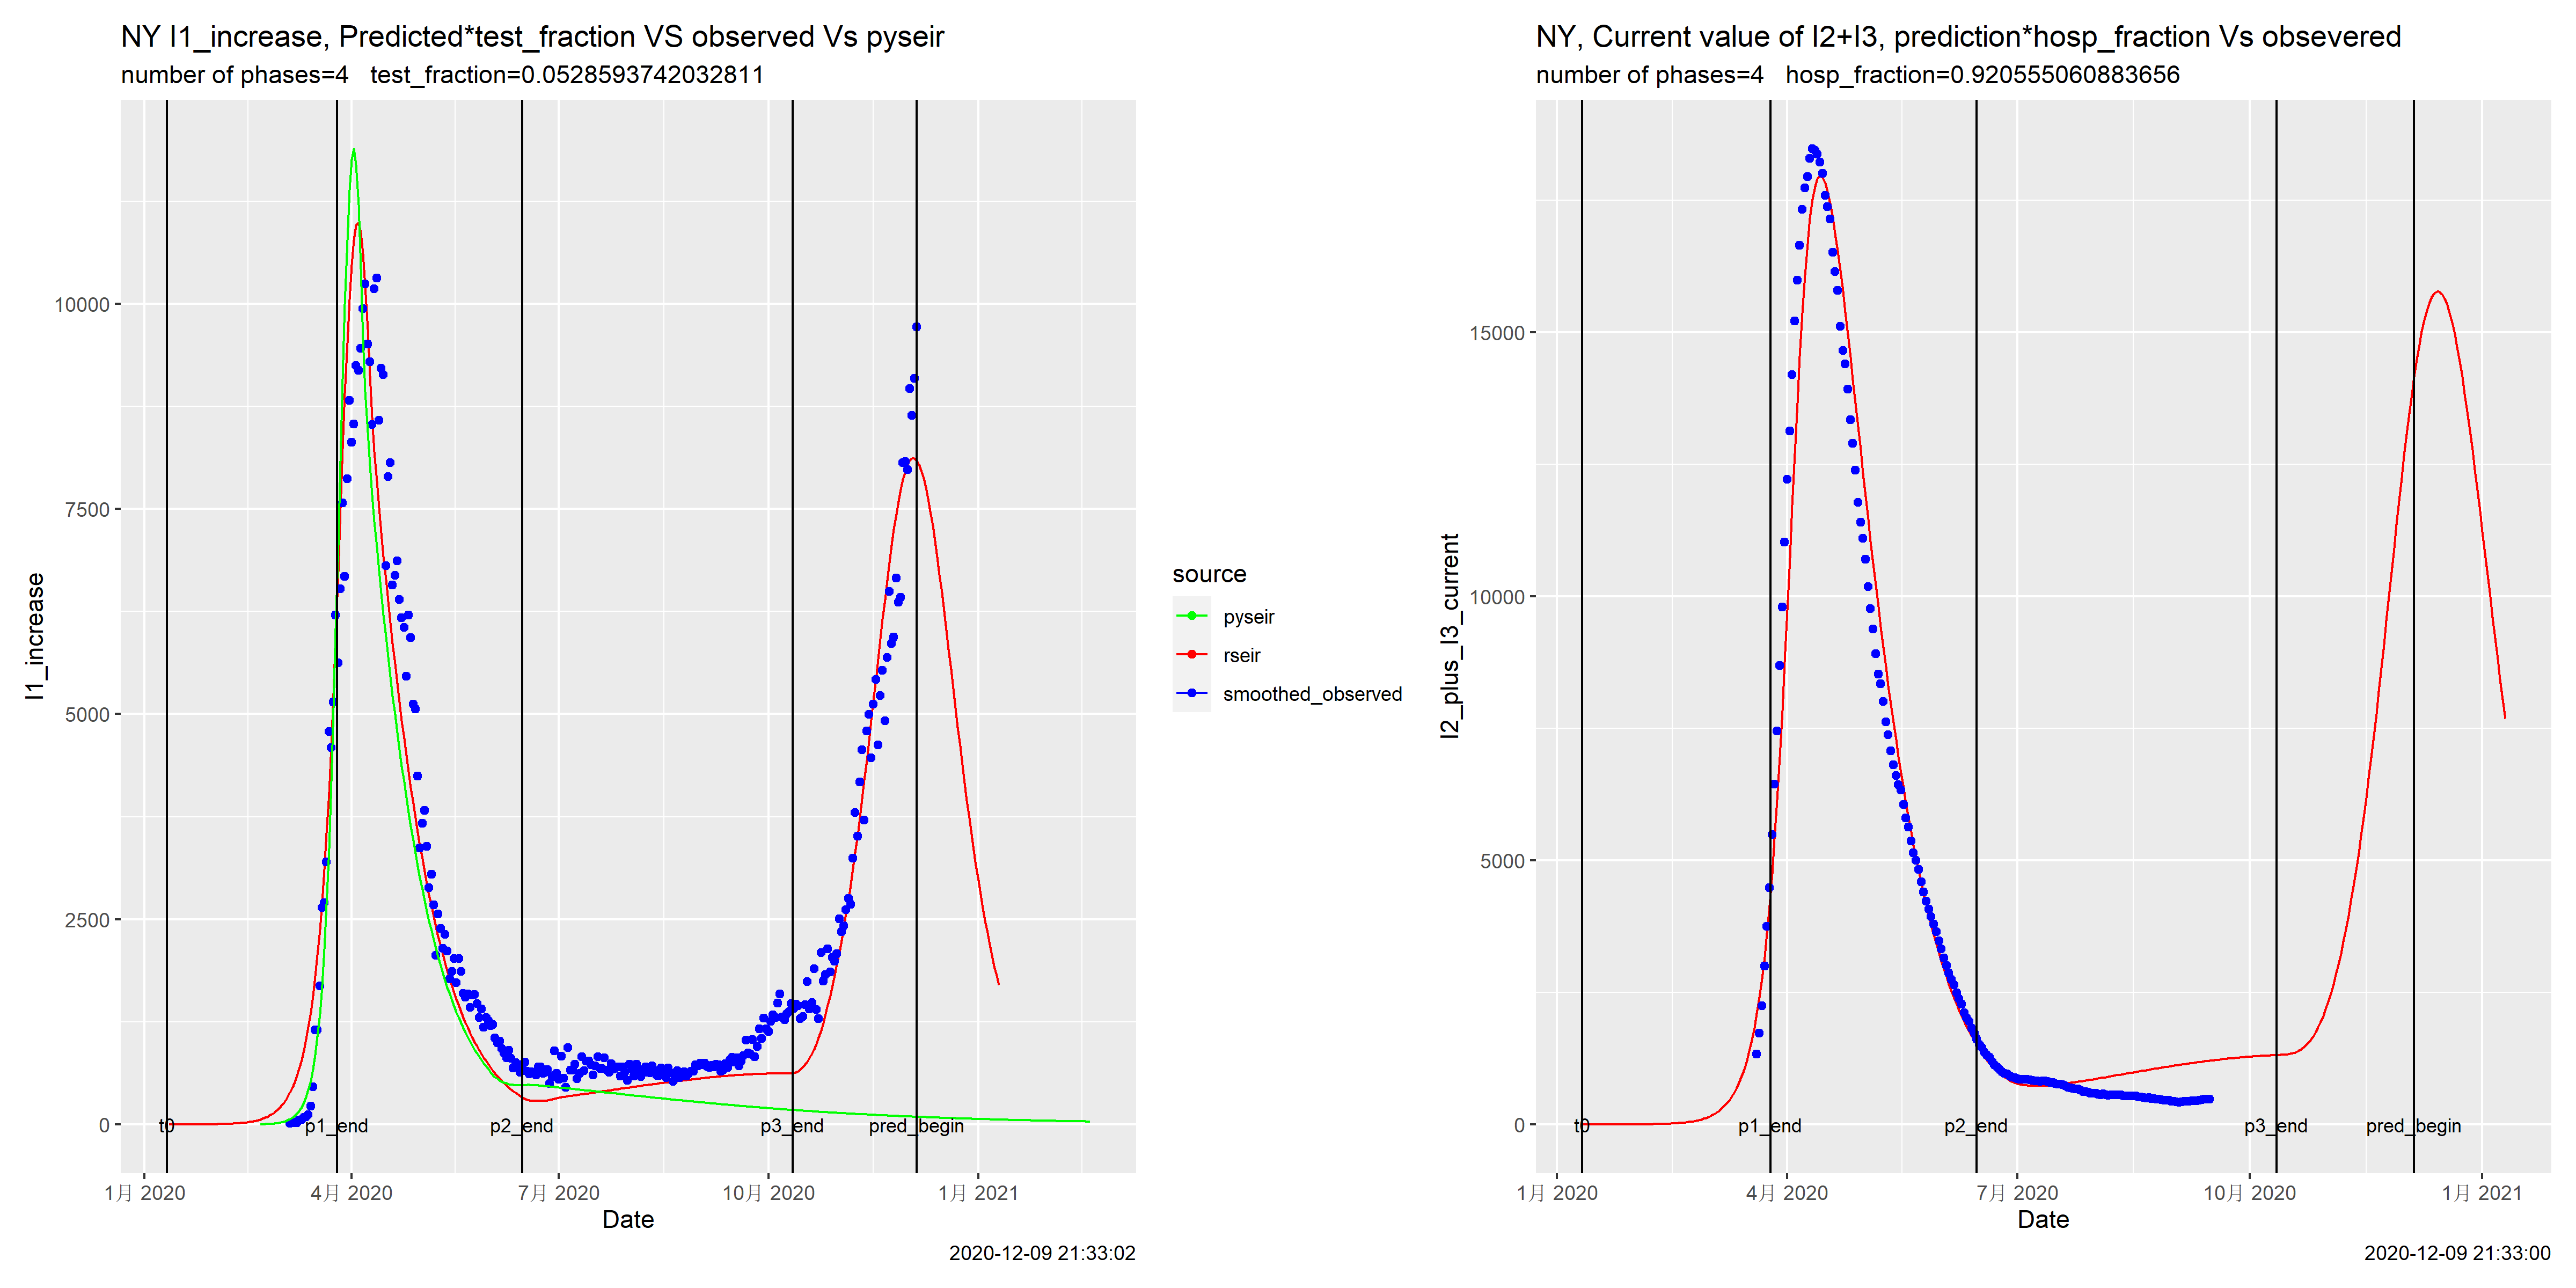 NY I1_increase, Predicted*test_fraction VS observed Vs pyseir
number of phases=4   test_fraction=0.0528593742032811
I1_increase
10000
7500
5000
2500
0
t0
p1_end
p2_end
p3_end
pred_begin
1月 2020
4月 2020
7月 2020
10月 2020
1月 2021
Date
2020-12-09 21:33:02
source
pyseir
rseir
smoothed_observed
NY, Current value of I2+I3, prediction*hosp_fraction Vs obsevered
number of phases=4   hosp_fraction=0.920555060883656
I2_plus_I3_current
15000
10000
5000
0
t0
p1_end
p2_end
p3_end
pred_begin
1月 2020
4月 2020
7月 2020
10月 2020
1月 2021
Date
2020-12-09 21:33:00